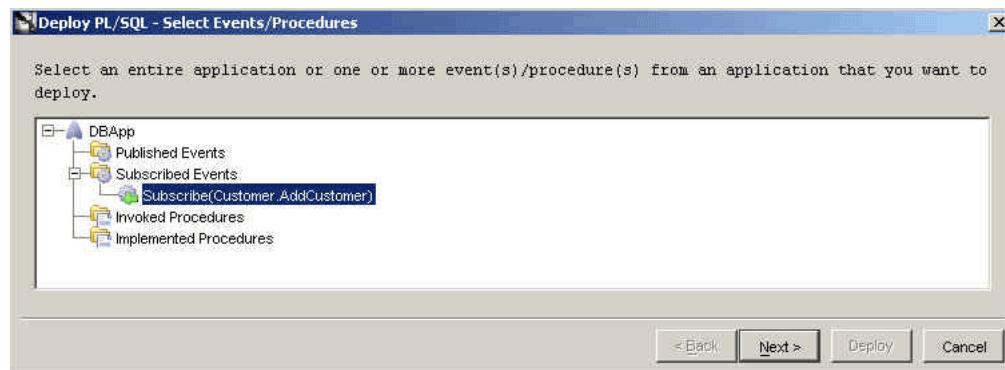 Deploy PL/SQL - Select Events/Procedures
Select an entire application or one or more event(s)/procedure(s) from an application that you want to
deploy.
DBApp
Published Events
Subscribed Events
Subscribe(Customer.AddCustomer)
Invoked Procedures
Implemented Procedures
< Back Next > Deploy Cancel